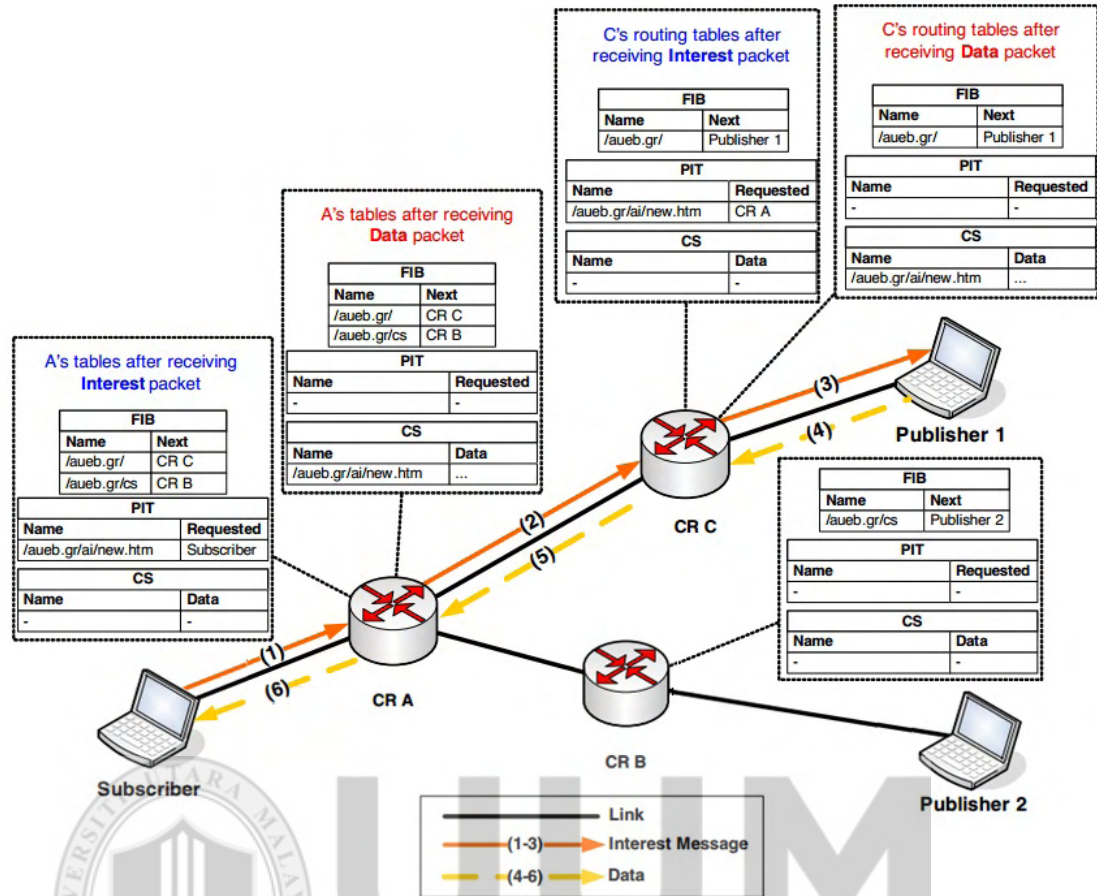 C's routing tables after
receiving Interest packet
FIB
Name Next
/aueb.gr/ Publisher 1
PIT
Name Requested
/aueb.gr/ai/new.htm CR A
CS
Name Data
- -
C's routing tables after
receiving Data packet
FIB
Name Next
/aueb.gr/ Publisher 1
PIT
Name Requested
- -
CS
Name Data
/aueb.gr/ai/new.htm ...
A's tables after receiving
Data packet
FIB
Name Next
/aueb.gr/ CR C
/aueb.gr/cs CR B
PIT
Name Requested
- -
CS
Name Data
/aueb.gr/ai/new.htm ...
A's tables after receiving
Interest packet
FIB
Name Next
/aueb.gr/ CR C
/aueb.gr/cs CR B
PIT
Name Requested
/aueb.gr/ai/new.htm Subscriber
CS
Name Data
- -
(3)
(4)
Publisher 1
CR C
FIB
Name Next
/aueb.gr/cs Publisher 2
PIT
Name Requested
- -
CS
Name Data
- -
(2)
(5)
(1)
(6)
CR A
CR B
Subscriber
Publisher 2
Link
(1-3) Interest Message
(4-6) Data
UUM